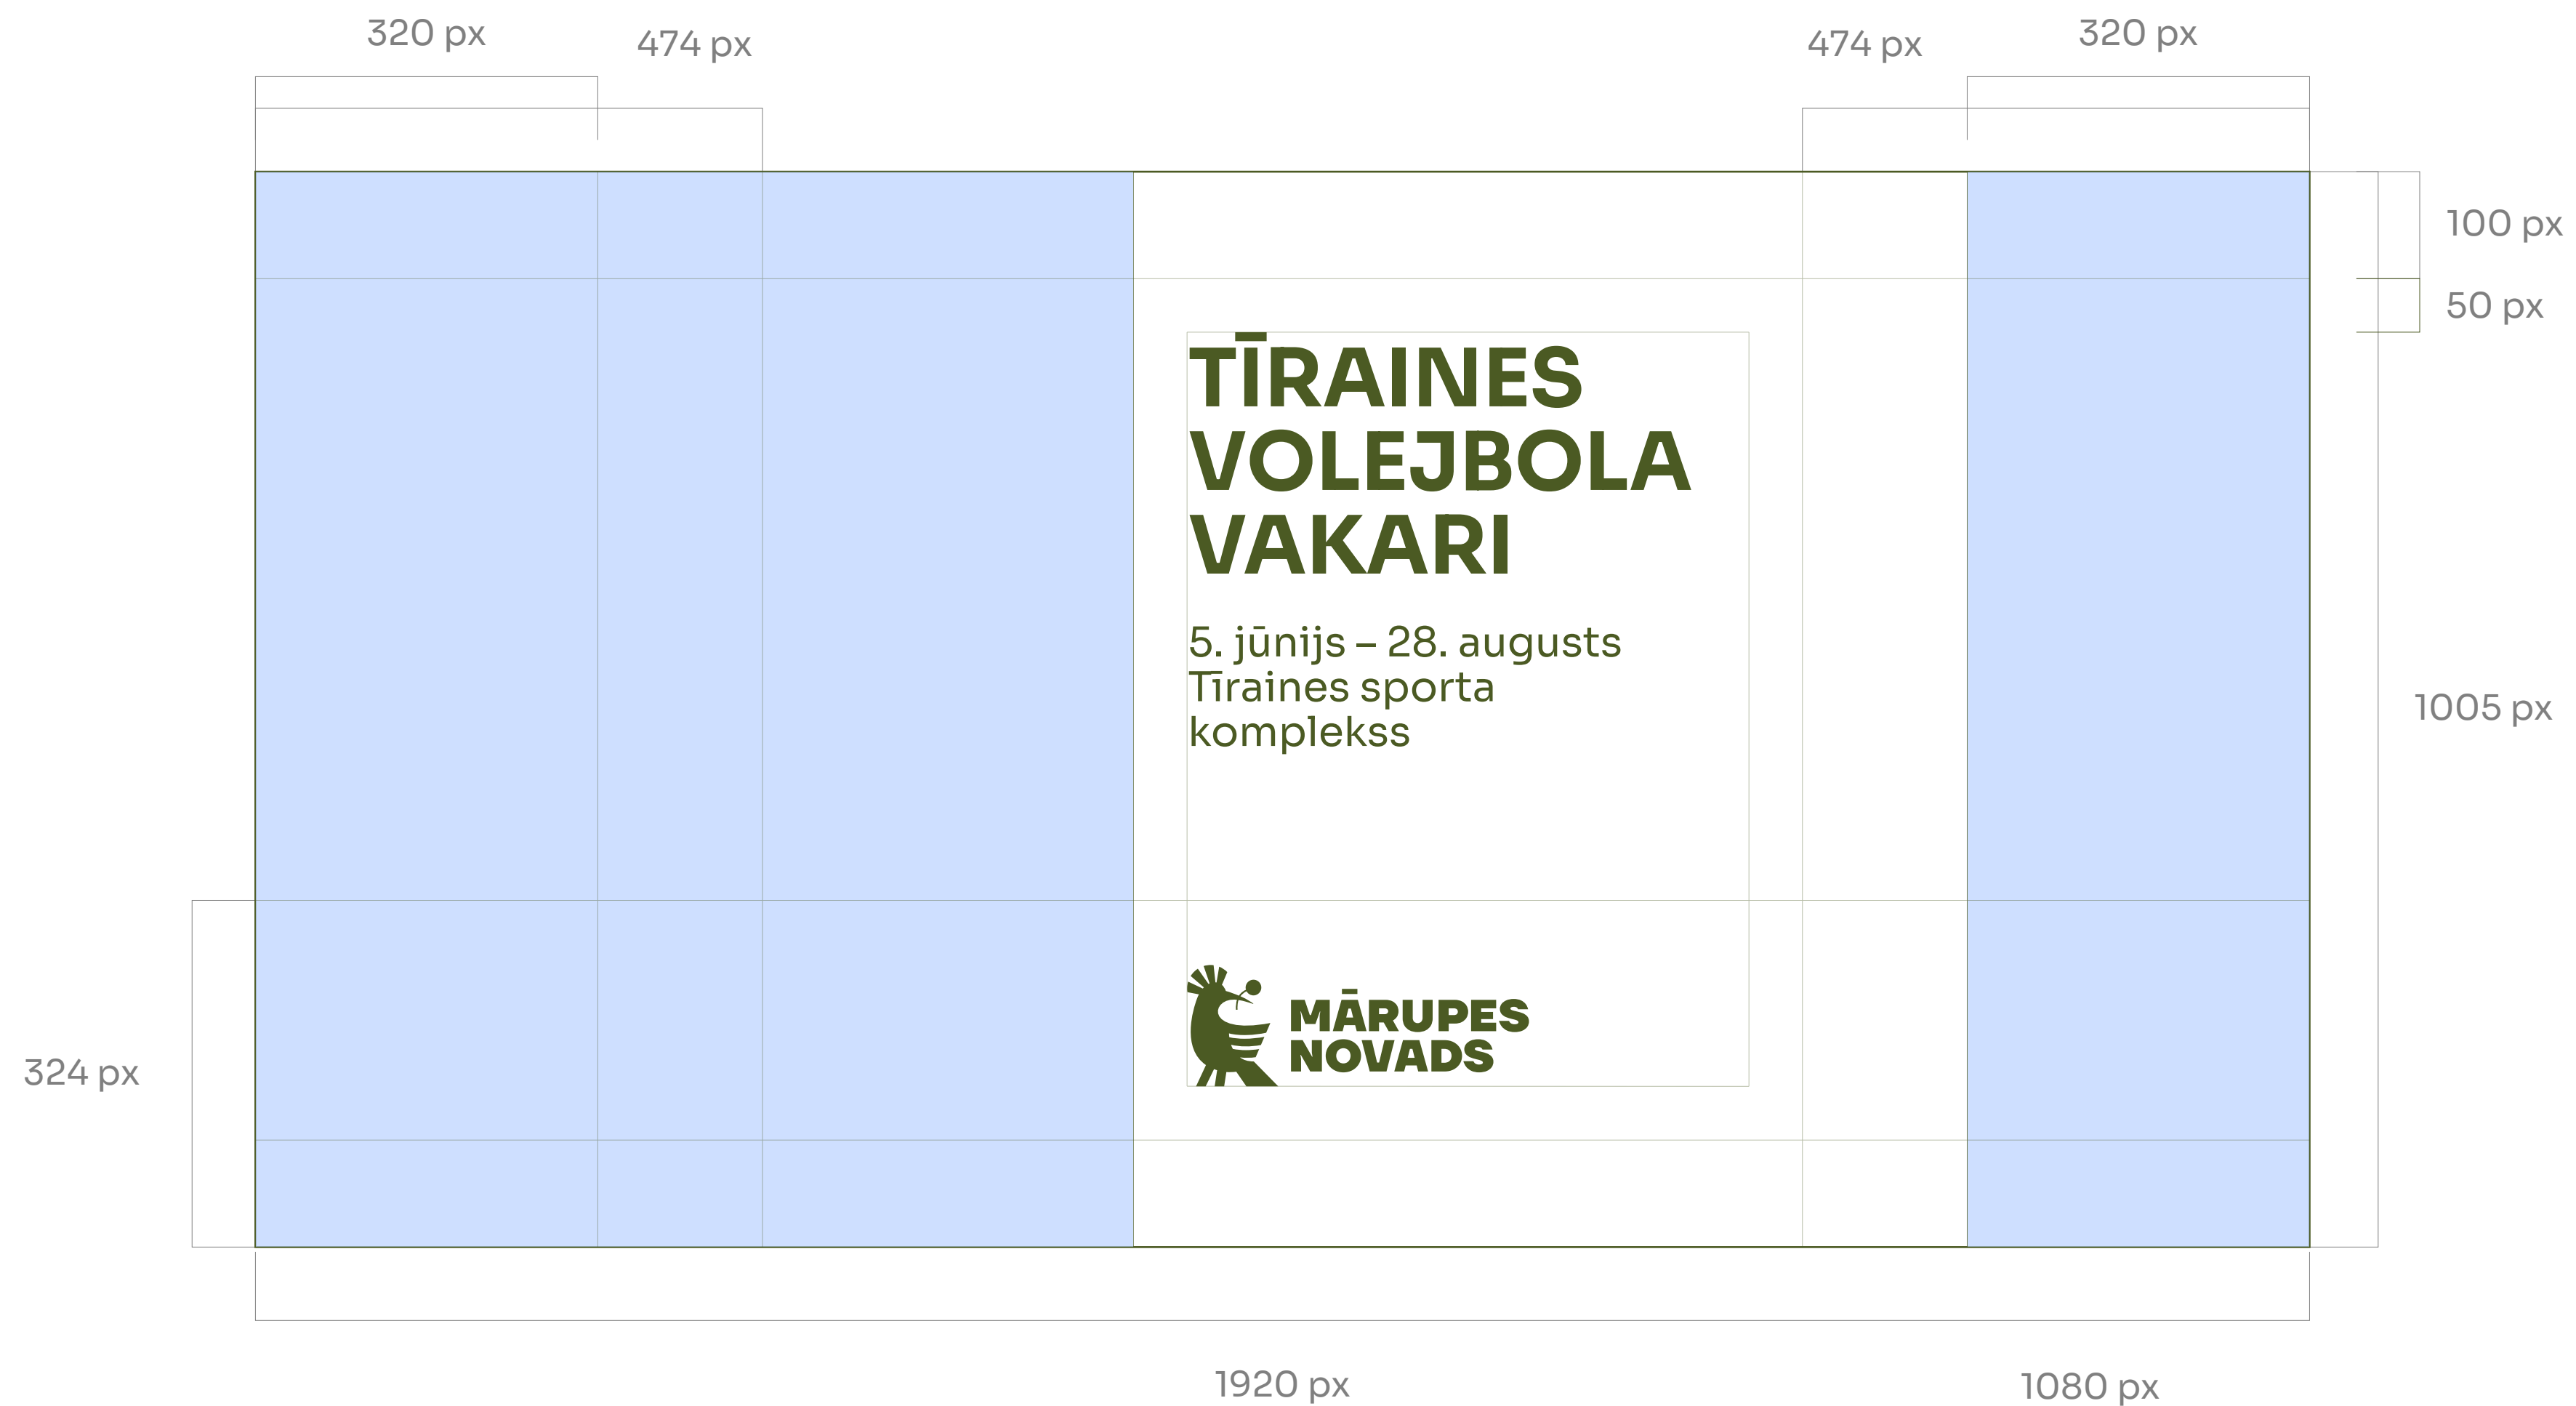 320 px
474 px
474 px
320 px
100 px
50 px
TĪRAINES
VOLEJBOLA
VAKARI
5. jūnijs – 28. augusts
Tīraines sporta
komplekss
1005 px
MĀRUPES
NOVADS
324 px
1920 px
1080 px